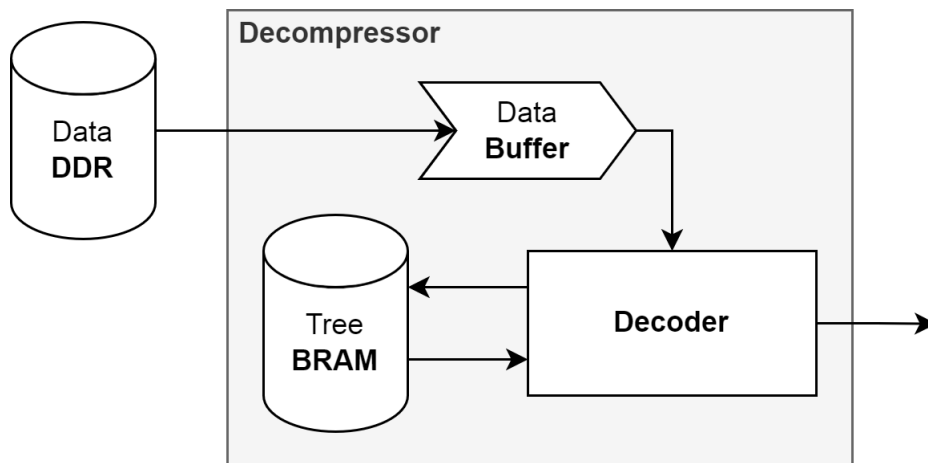 Decompressor
Data
DDR
Data
Buffer
Tree
BRAM
Decoder